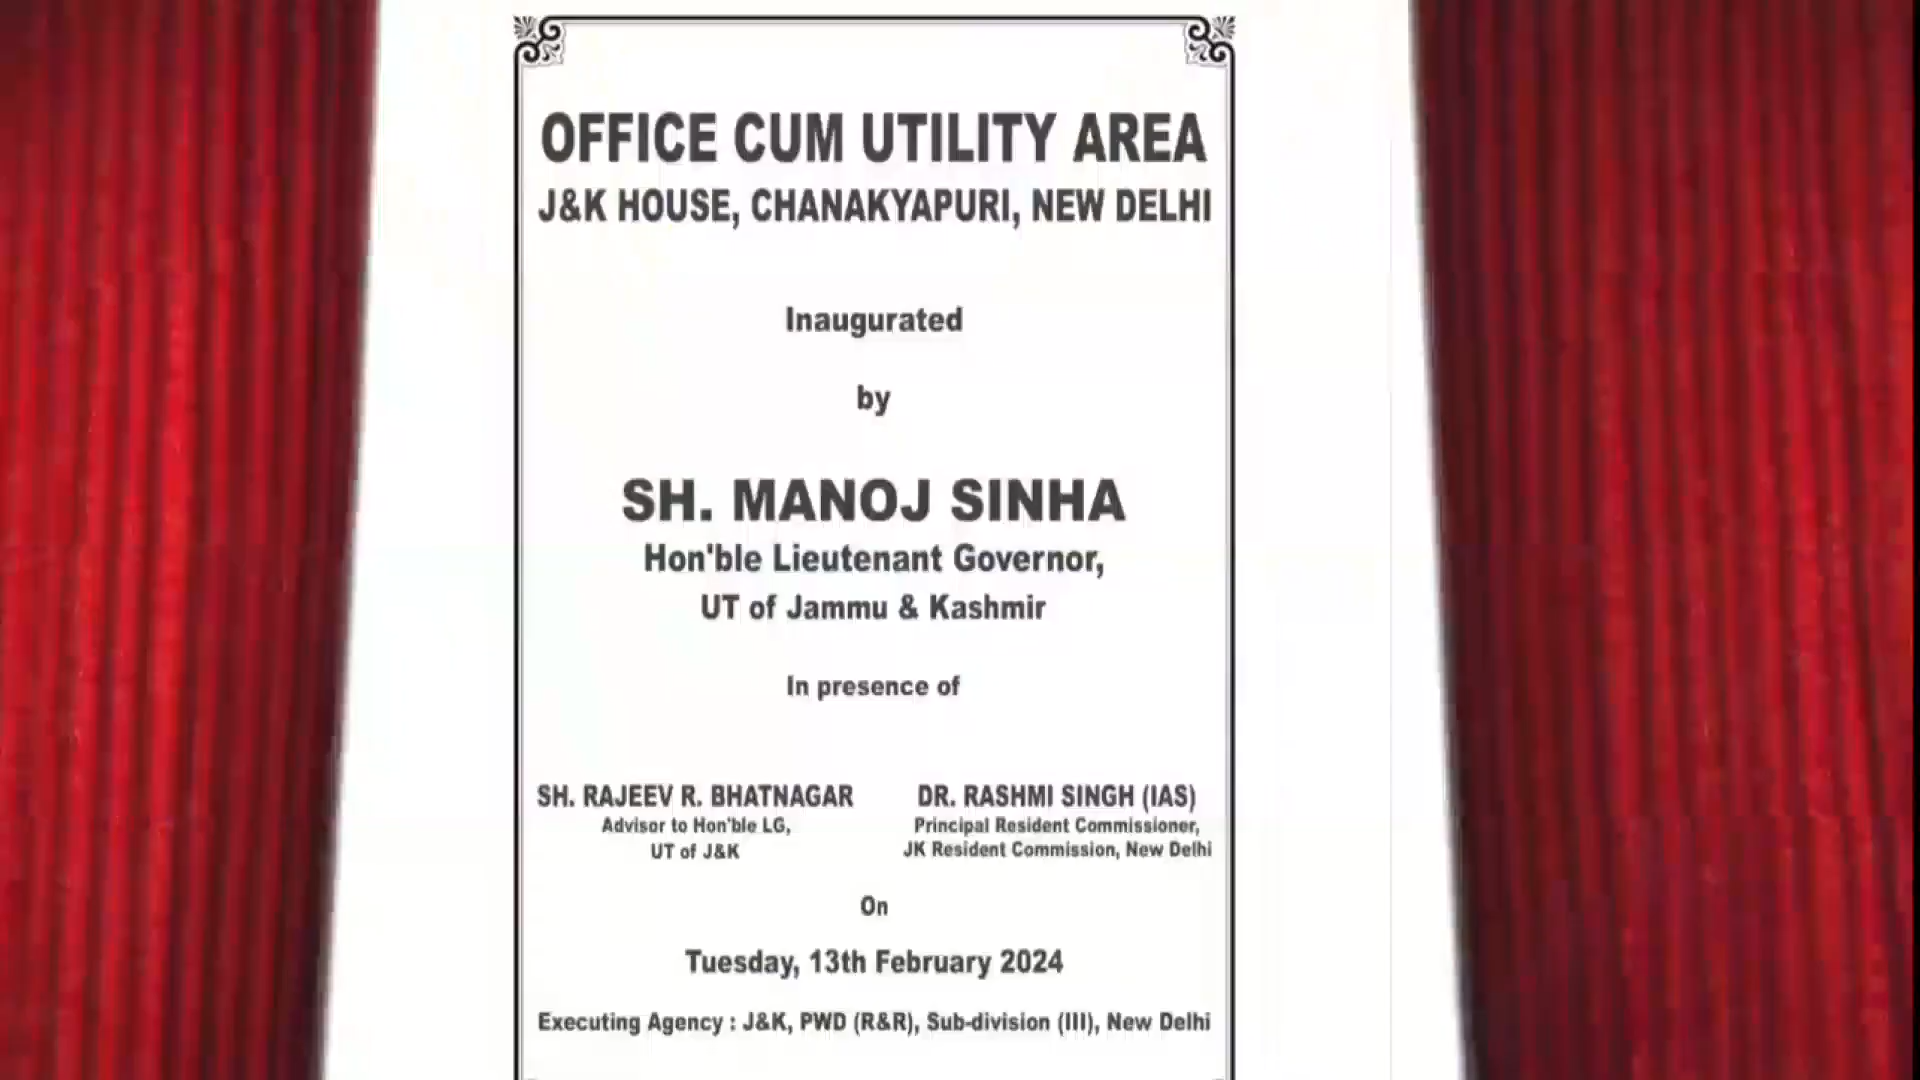 OFFICE CUM UTILITY AREA
J&K HOUSE, CHANAKYAPURI, NEW DELHI
Inaugurated
by
SH. MANOJ SINHA
Hon'ble Lieutenant Governor,
UT of Jammu & Kashmir
In presence of
SH. RAJEEV R. BHATNAGAR
Advisor to Hon'ble LG,
UT of J&K
DR. RASHMI SINGH (IAS)
Principal Resident Commissioner,
JK Resident Commission, New Delhi
On
Tuesday, 13th February 2024
Executing Agency : J&K, PWD (R&R), Sub-division (III), New Delhi